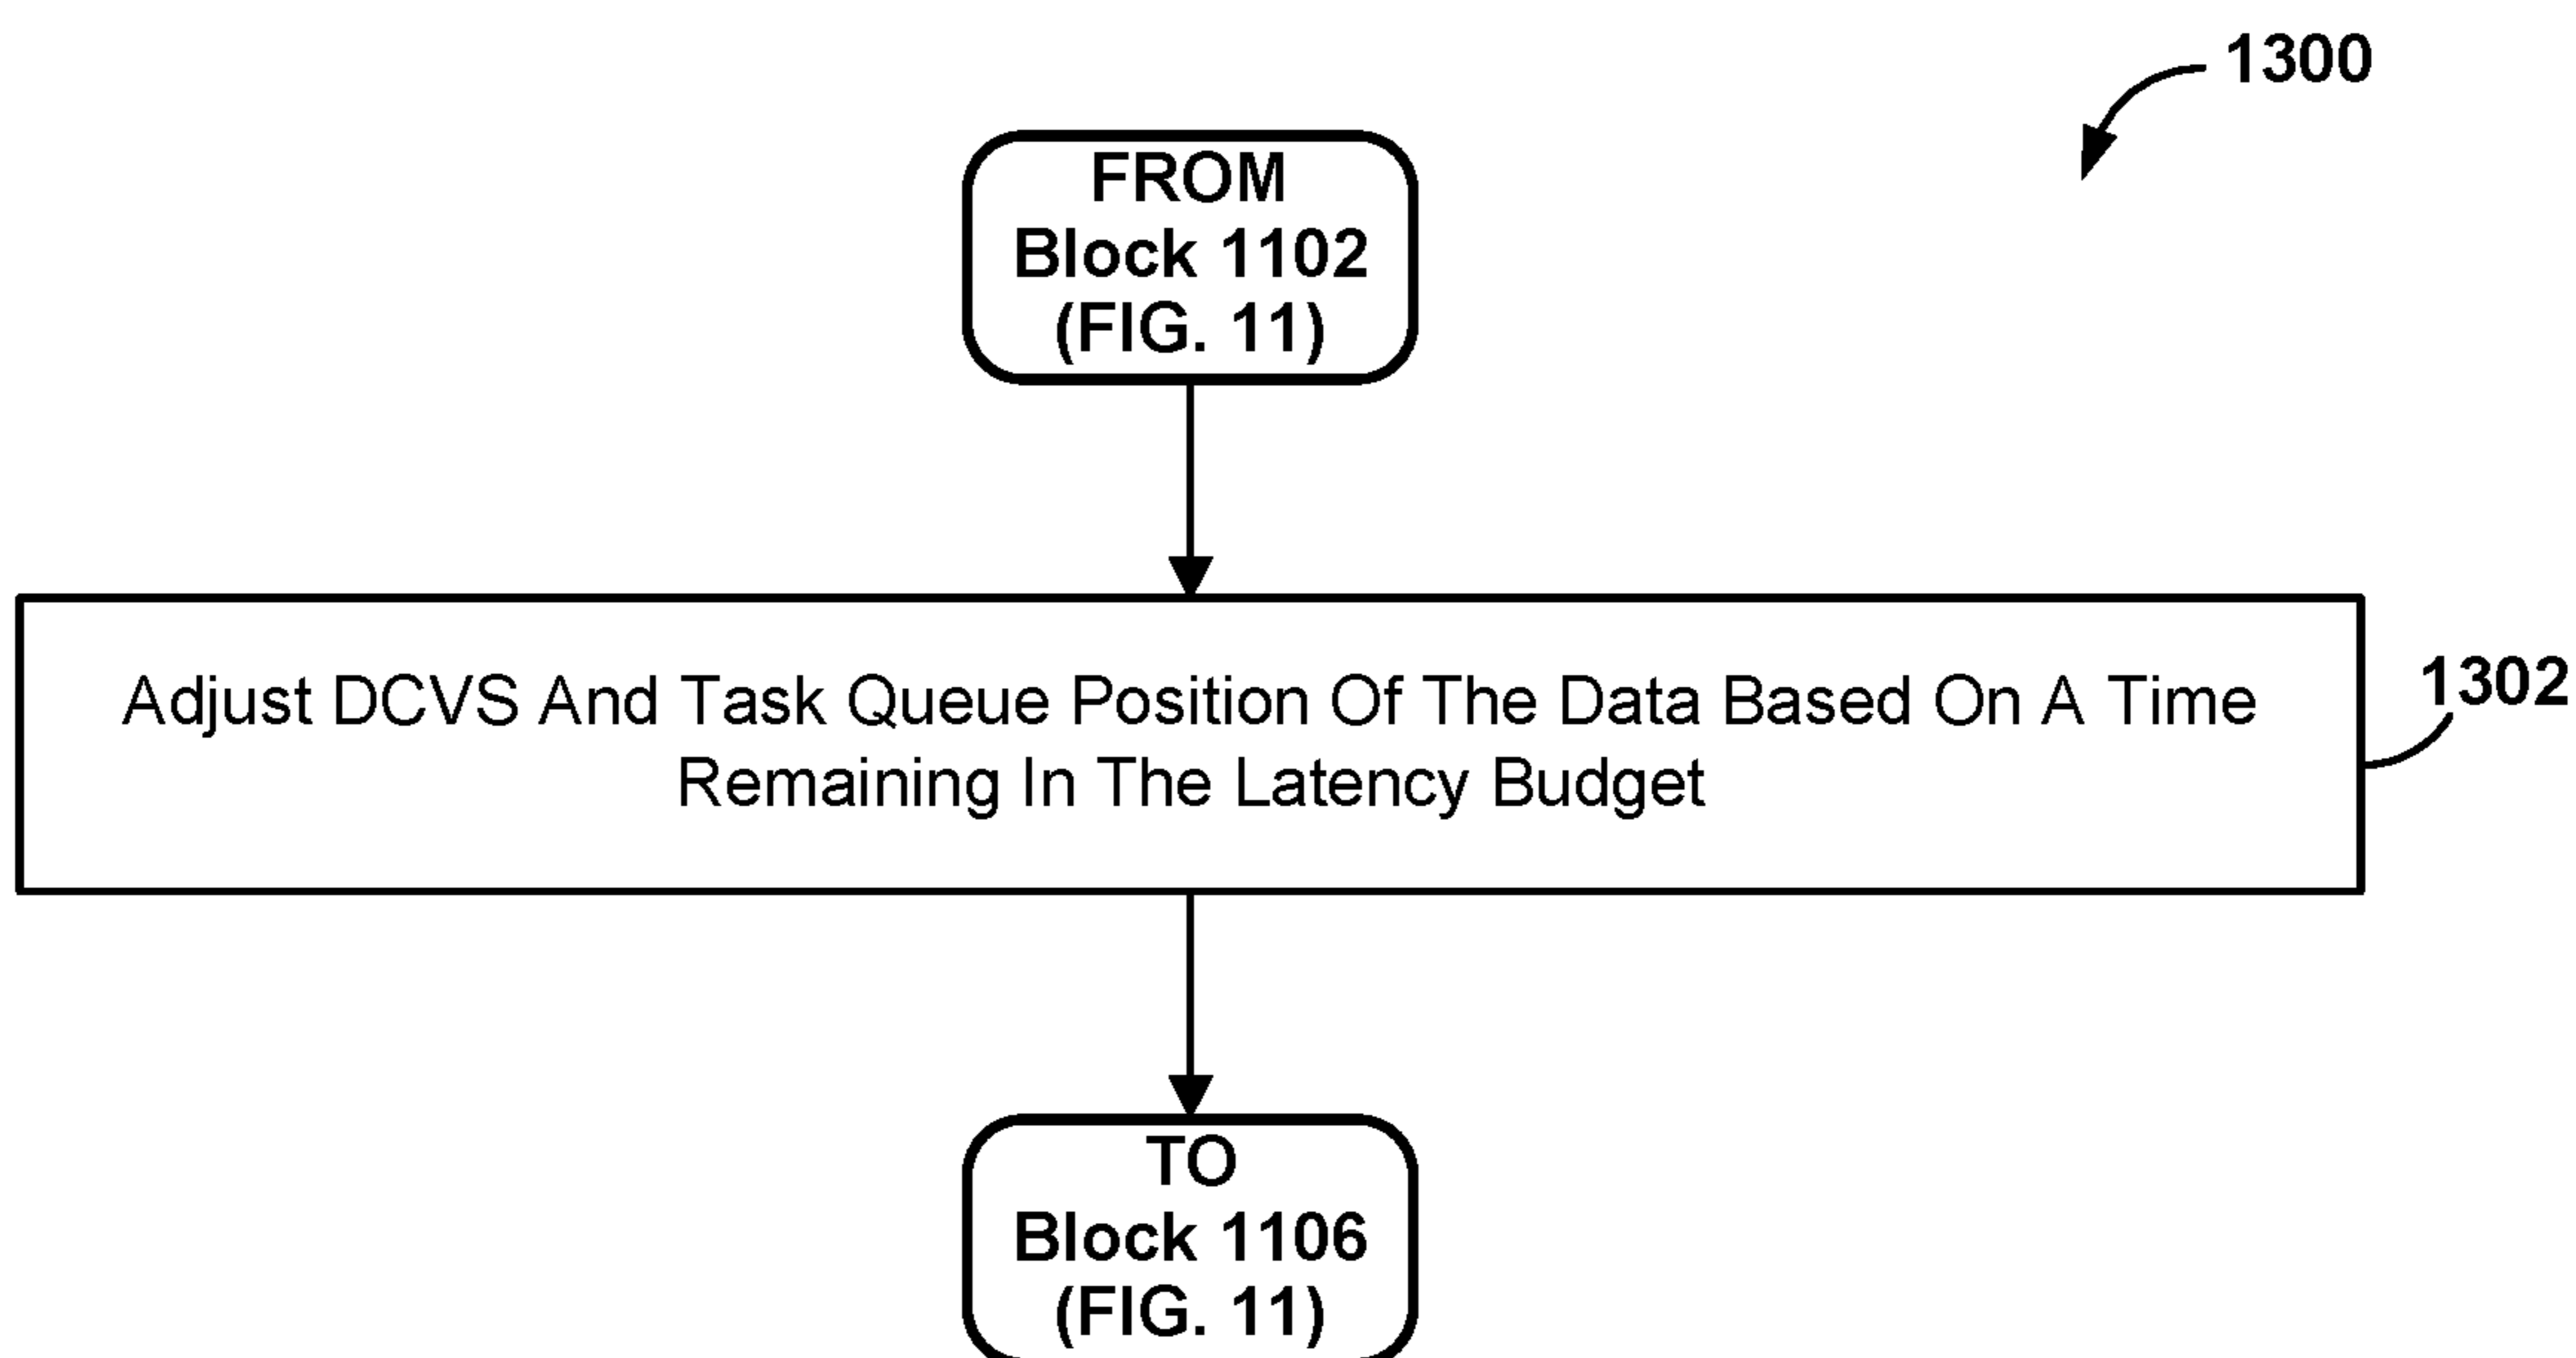 1300
FROM
Block 1102
(FIG. 11)
Adjust DCVS And Task Queue Position Of The Data Based On A Time
Remaining In The Latency Budget
1302
TO
Block 1106
(FIG. 11)